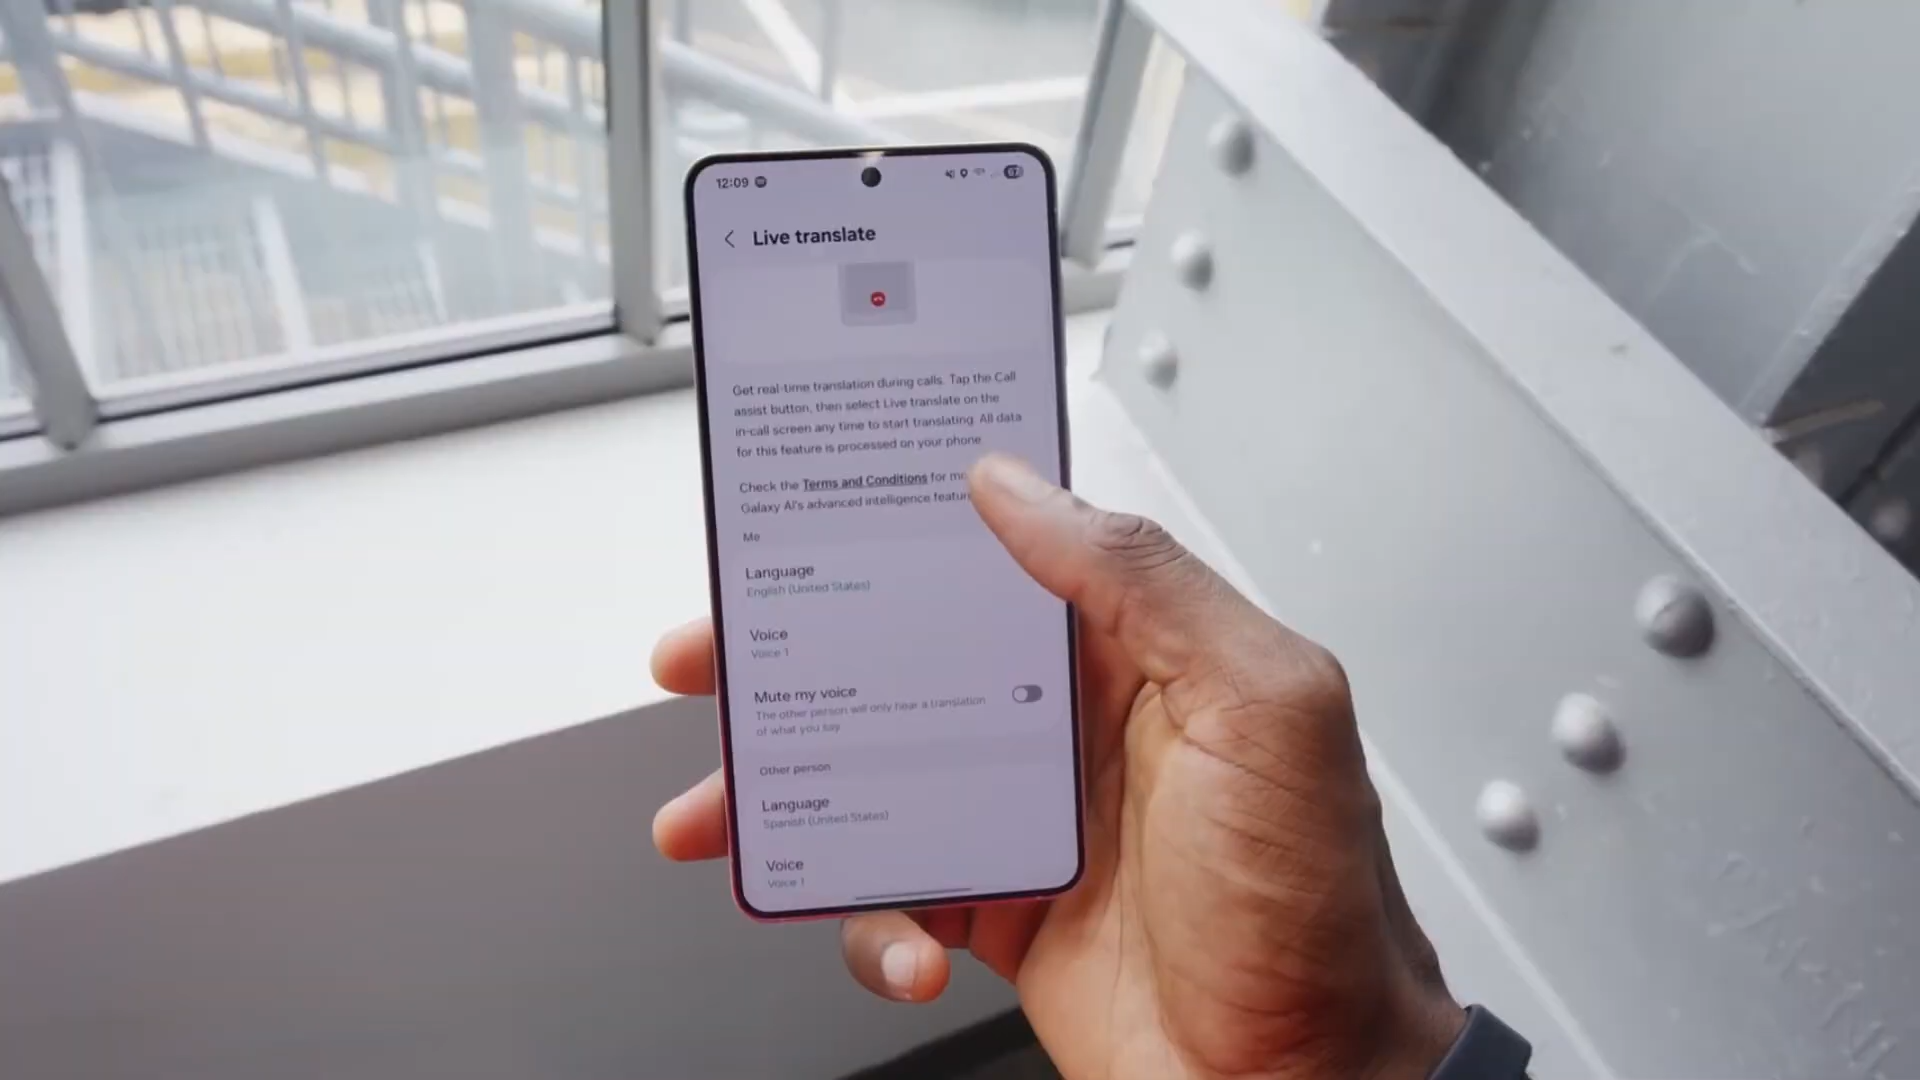 12:09
67
Live translate
Get real-time translation during calls. Tap the Call
assist button, then select Live translate on the
in-call screen any time to start translating. All data
for this feature is processed on your phone.
Check the Terms and Conditions for
Galaxy AI's advanced intelligence
Me
Language
English (United States)
Voice
Voice 1
Mute my voice
The other person will only hear a translation
of what you say
Other person
Language
Spanish (United States)
Voice
Voice 1